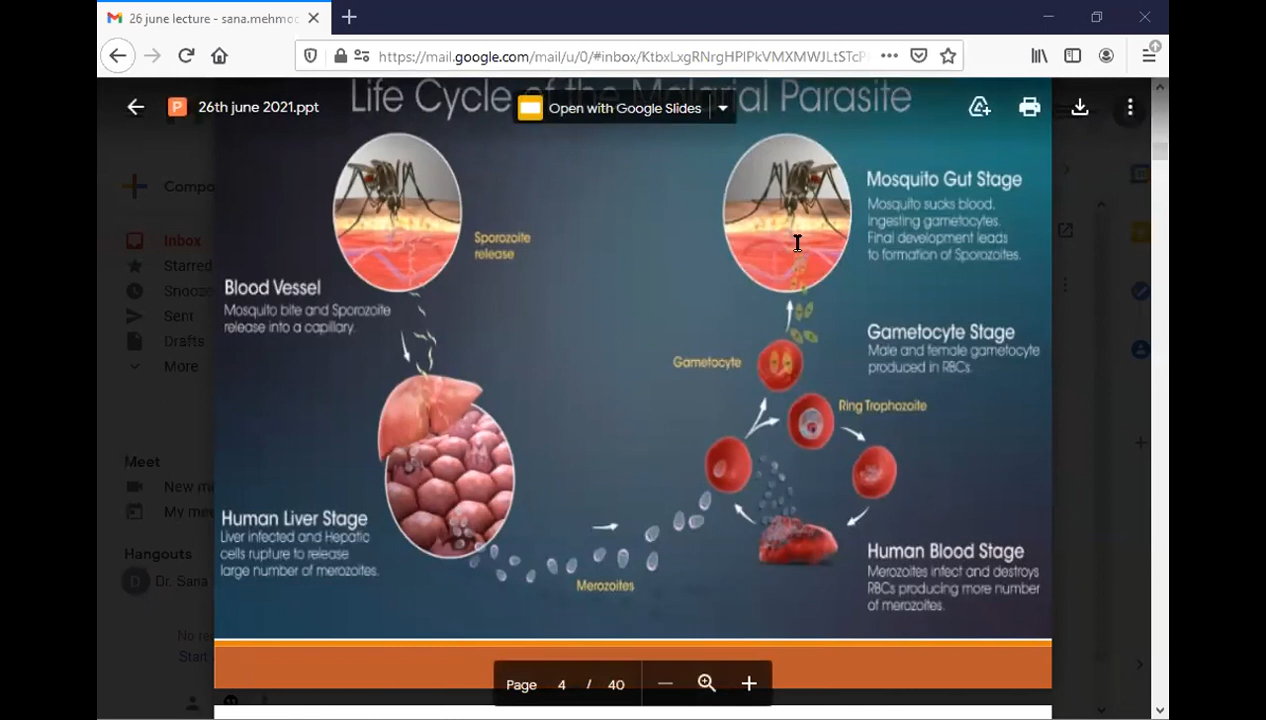 26 june lecture - sana.mehmoo
https://mail.google.com/mail/u/0/#inbox/KtbxLxgRNrgHPlPkVMXMWJLtSTcP
26th june 2021.ppt
Open with Google Slides
Life Cycle of the Malarial Parasite
Compo
Inbox
Starred
Snooze
Sent
Drafts
More
Meet
New me
My mee
Hangouts
Dr. Sana
No re
Start
Sporozoite
release
Blood Vessel
Mosquito bite and Sporozoite
release into a capillary.
Human Liver Stage
Liver infected and Hepatic
cells rupture to release
large number of merozoites.
Merozoites
Mosquito Gut Stage
Mosquito sucks blood,
ingesting gametocytes.
Final development leads
to formation of Sporozoites.
Gametocyte
Gametocyte Stage
Male and female gametocyte
produced in RBCs.
Ring Trophozoite
Human Blood Stage
Merozoites infect and destroys
RBCs producing more number
of merozoites.
Page 4 / 40